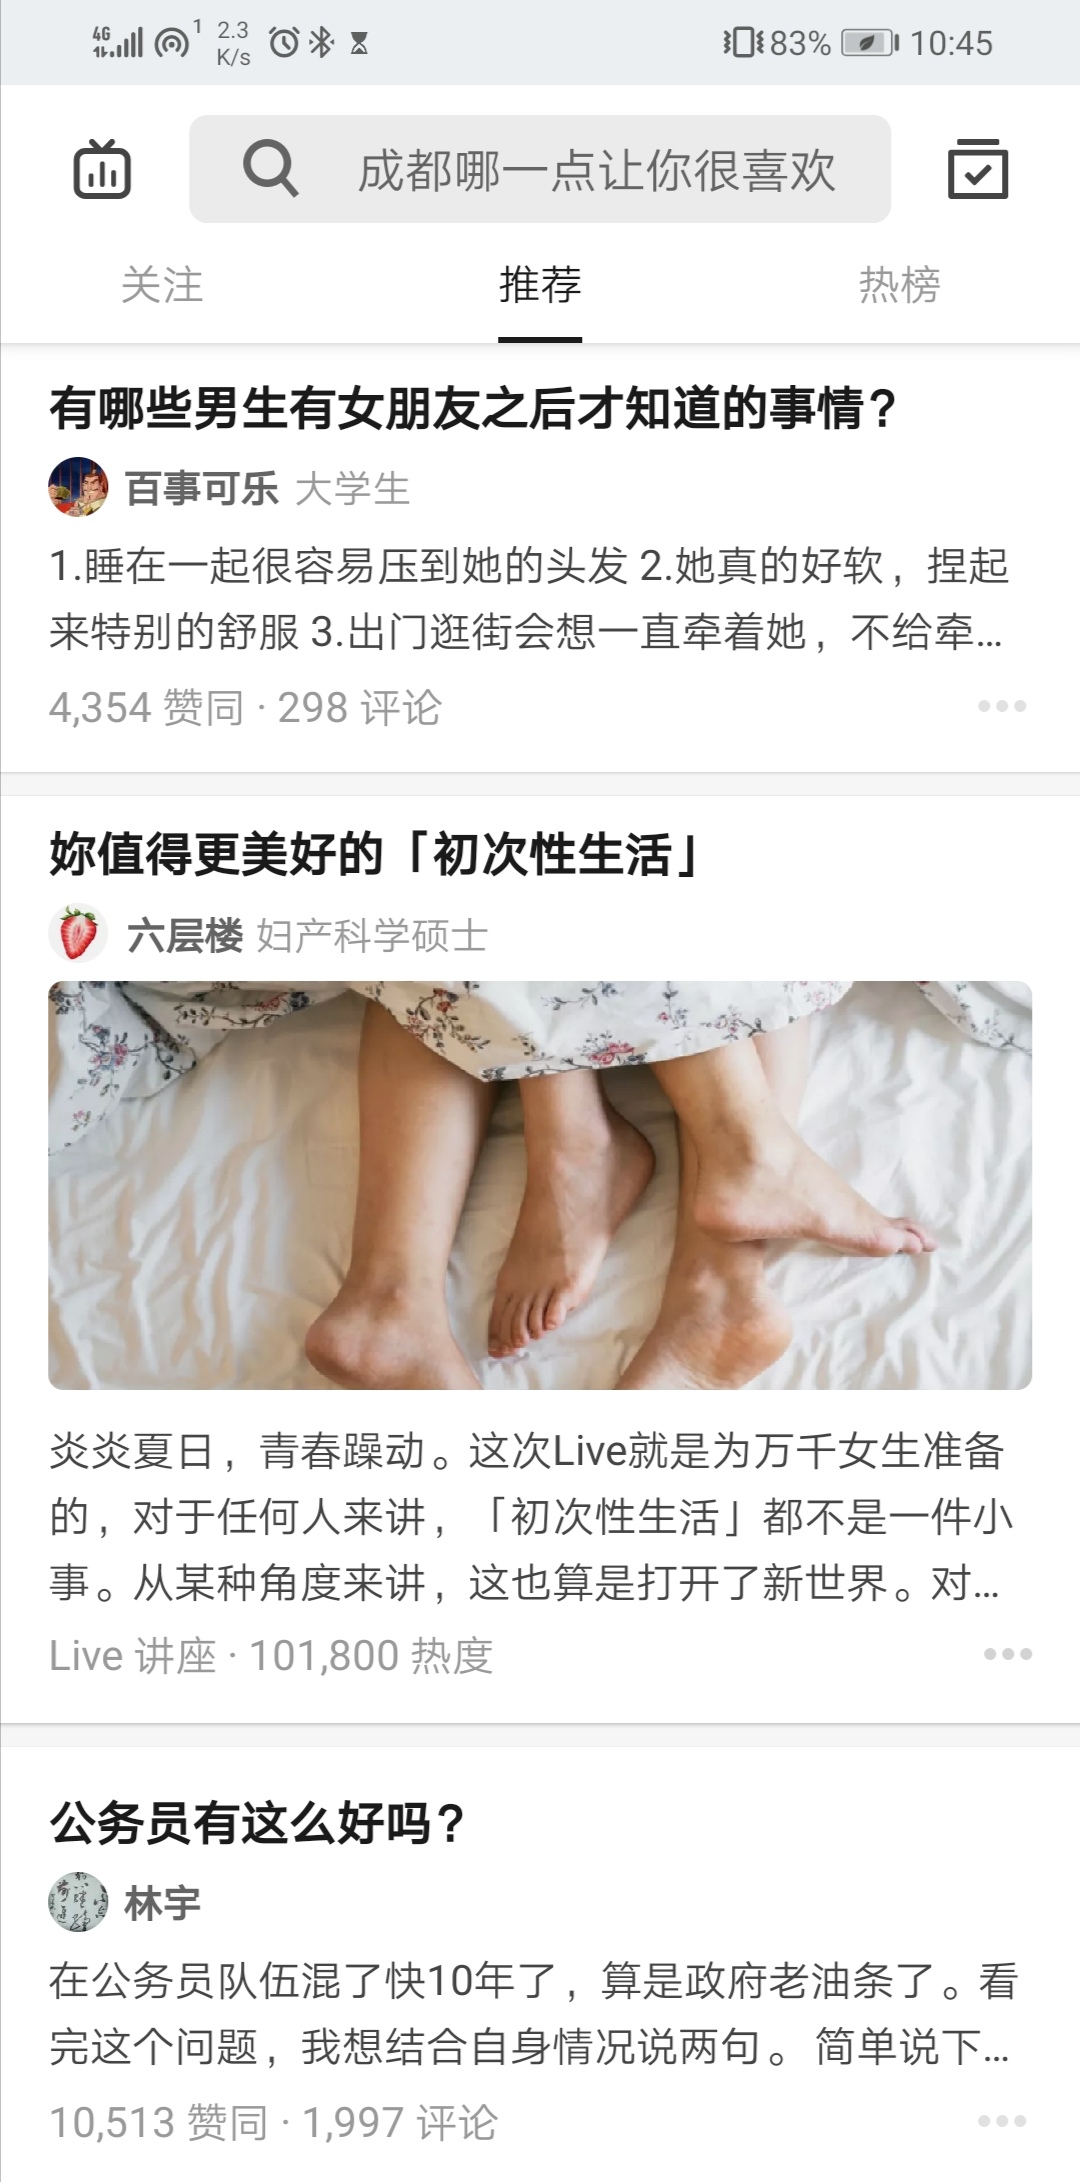 4G 1 2.3 K/s 83% 10:45
成都哪一点让你很喜欢
关注 推荐 热榜
有哪些男生有女朋友之后才知道的事情？
百事可乐 大学生
1.睡在一起很容易压到她的头发 2.她真的好软，捏起
来特别的舒服 3.出门逛街会想一直牵着她，不给牵...
4,354 赞同 · 298 评论
妳值得更美好的「初次性生活」
六层楼 妇产科学硕士
炎炎夏日，青春躁动。这次Live就是为万千女生准备
的，对于任何人来讲，「初次性生活」都不是一件小
事。从某种角度来讲，这也算是打开了新世界。对...
Live 讲座 · 101,800 热度
公务员有这么好吗？
林宇
在公务员队伍混了快10年了，算是政府老油条了。看
完这个问题，我想结合自身情况说两句。 简单说下...
10,513 赞同 · 1,997 评论